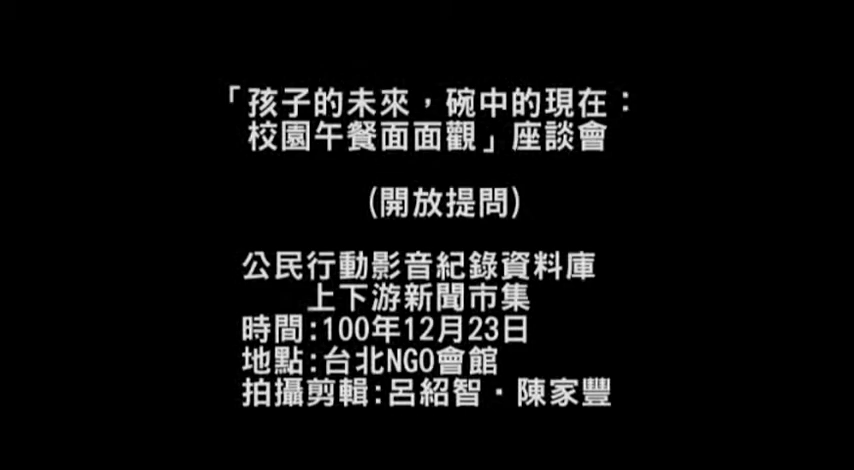 「孩子的未來，碗中的現在：
校園午餐面面觀」座談會
(開放提問)
公民行動影音紀錄資料庫
上下游新聞市集
時間:100年12月23日
地點:台北NGO會館
拍攝剪輯:呂紹智‧陳家豐